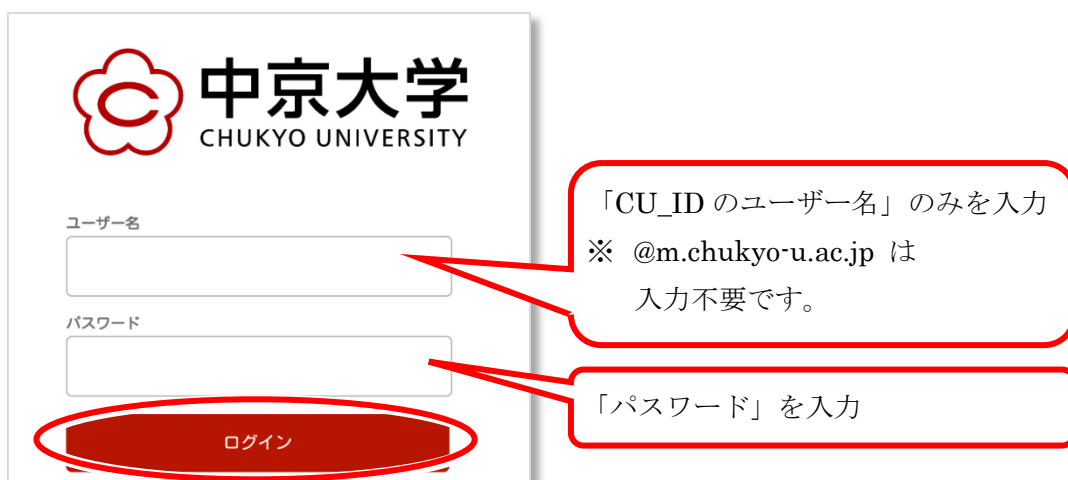 中京大学
CHUKYO UNIVERSITY
ユーザー名
「CU_ID のユーザー名」のみを入力
※ @m.chukyo-u.ac.jp は
入力不要です。
パスワード
「パスワード」を入力
ログイン